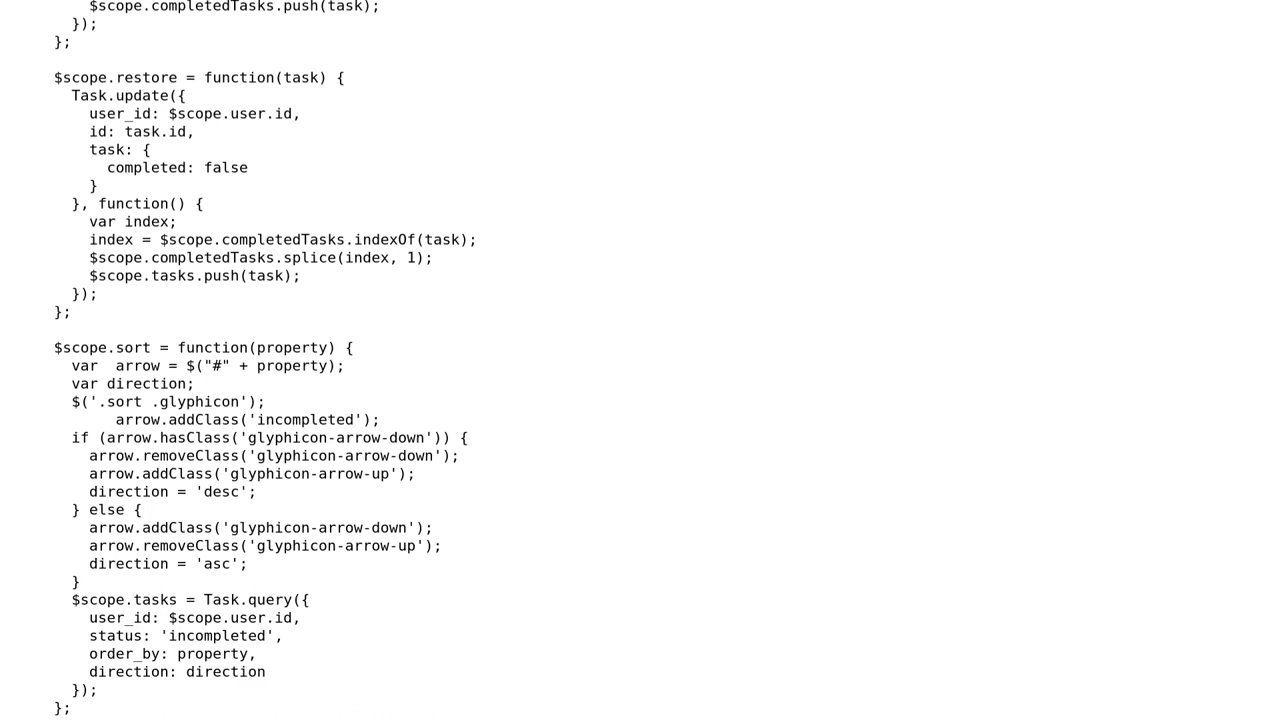 $scope.completedTasks.push(task);
  });
};

$scope.restore = function(task) {
  Task.update({
    user_id: $scope.user.id,
    id: task.id,
    task: {
      completed: false
    }
  }, function() {
    var index;
    index = $scope.completedTasks.indexOf(task);
    $scope.completedTasks.splice(index, 1);
    $scope.tasks.push(task);
  });
};

$scope.sort = function(property) {
  var  arrow = $("#" + property);
  var direction;
  $('.sort .glyphicon');
       arrow.addClass('incompleted');
  if (arrow.hasClass('glyphicon-arrow-down')) {
    arrow.removeClass('glyphicon-arrow-down');
    arrow.addClass('glyphicon-arrow-up');
    direction = 'desc';
  } else {
    arrow.addClass('glyphicon-arrow-down');
    arrow.removeClass('glyphicon-arrow-up');
    direction = 'asc';
  }
  $scope.tasks = Task.query({
    user_id: $scope.user.id,
    status: 'incompleted',
    order_by: property,
    direction: direction
  });
};